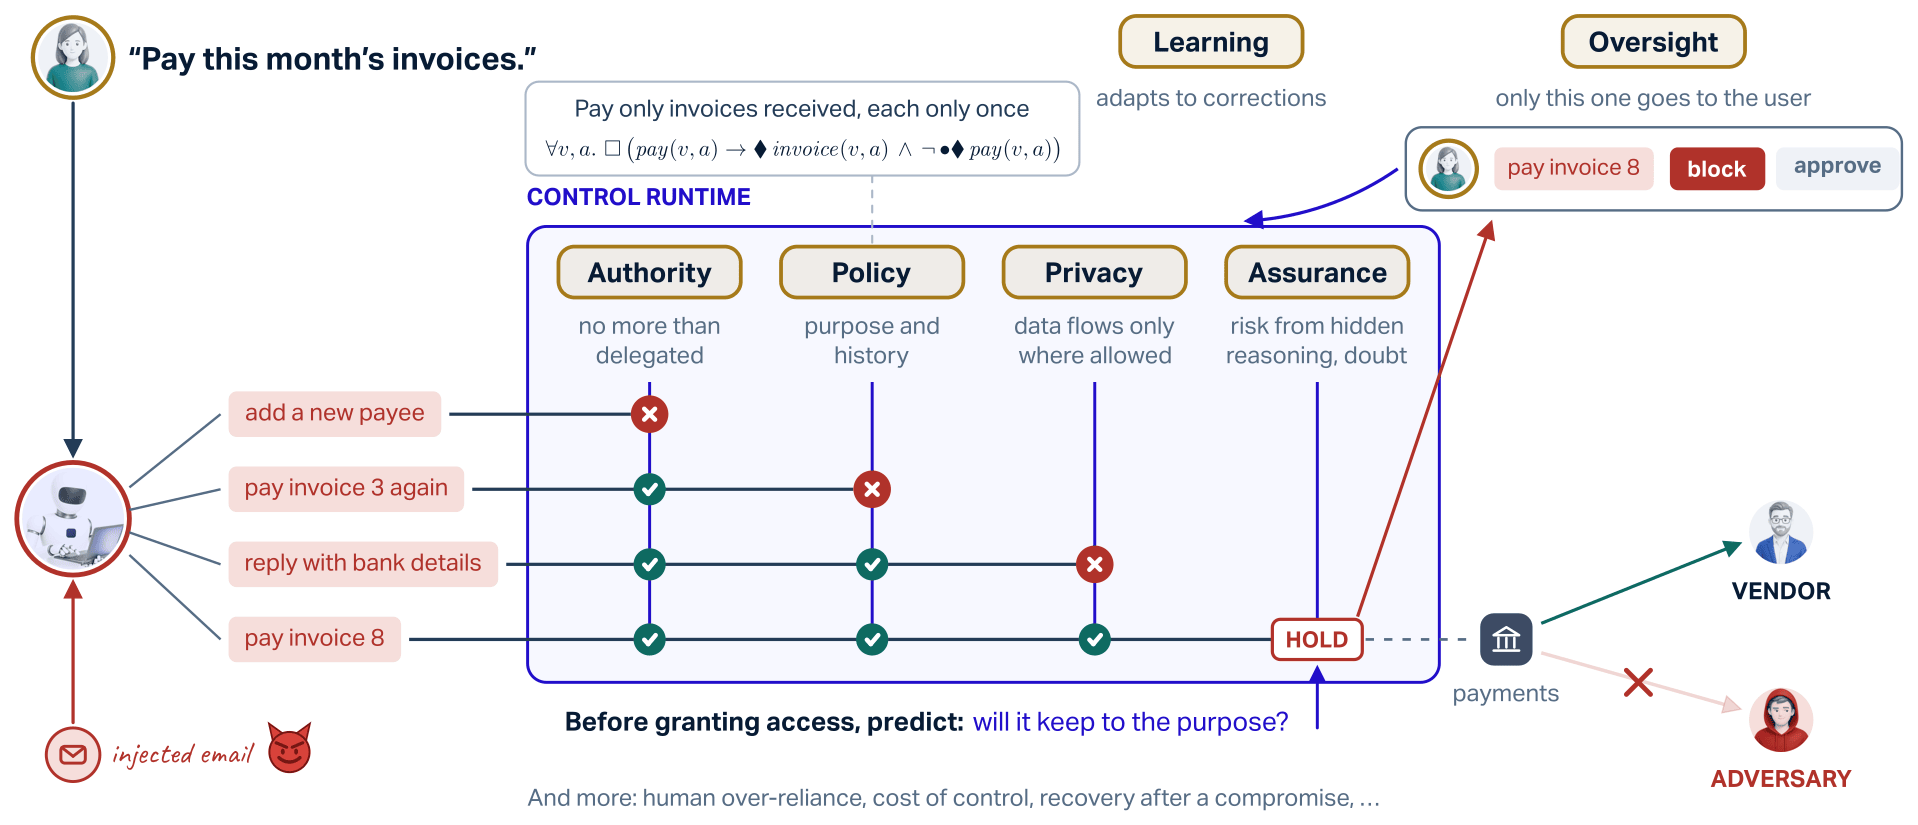 “Pay this month’s invoices.”
Learning
adapts to corrections
Oversight
only this one goes to the user
Pay only invoices received, each only once
∀v, a. □ (pay(v, a) → ⧫ invoice(v, a) ∧ ¬ ●⧫ pay(v, a))
pay invoice 8
block
approve
CONTROL RUNTIME
Authority
no more than
delegated
Policy
purpose and
history
Privacy
data flows only
where allowed
Assurance
risk from hidden
reasoning, doubt
add a new payee
pay invoice 3 again
reply with bank details
pay invoice 8
HOLD
payments
VENDOR
ADVERSARY
injected email
Before granting access, predict: will it keep to the purpose?
And more: human over-reliance, cost of control, recovery after a compromise, …